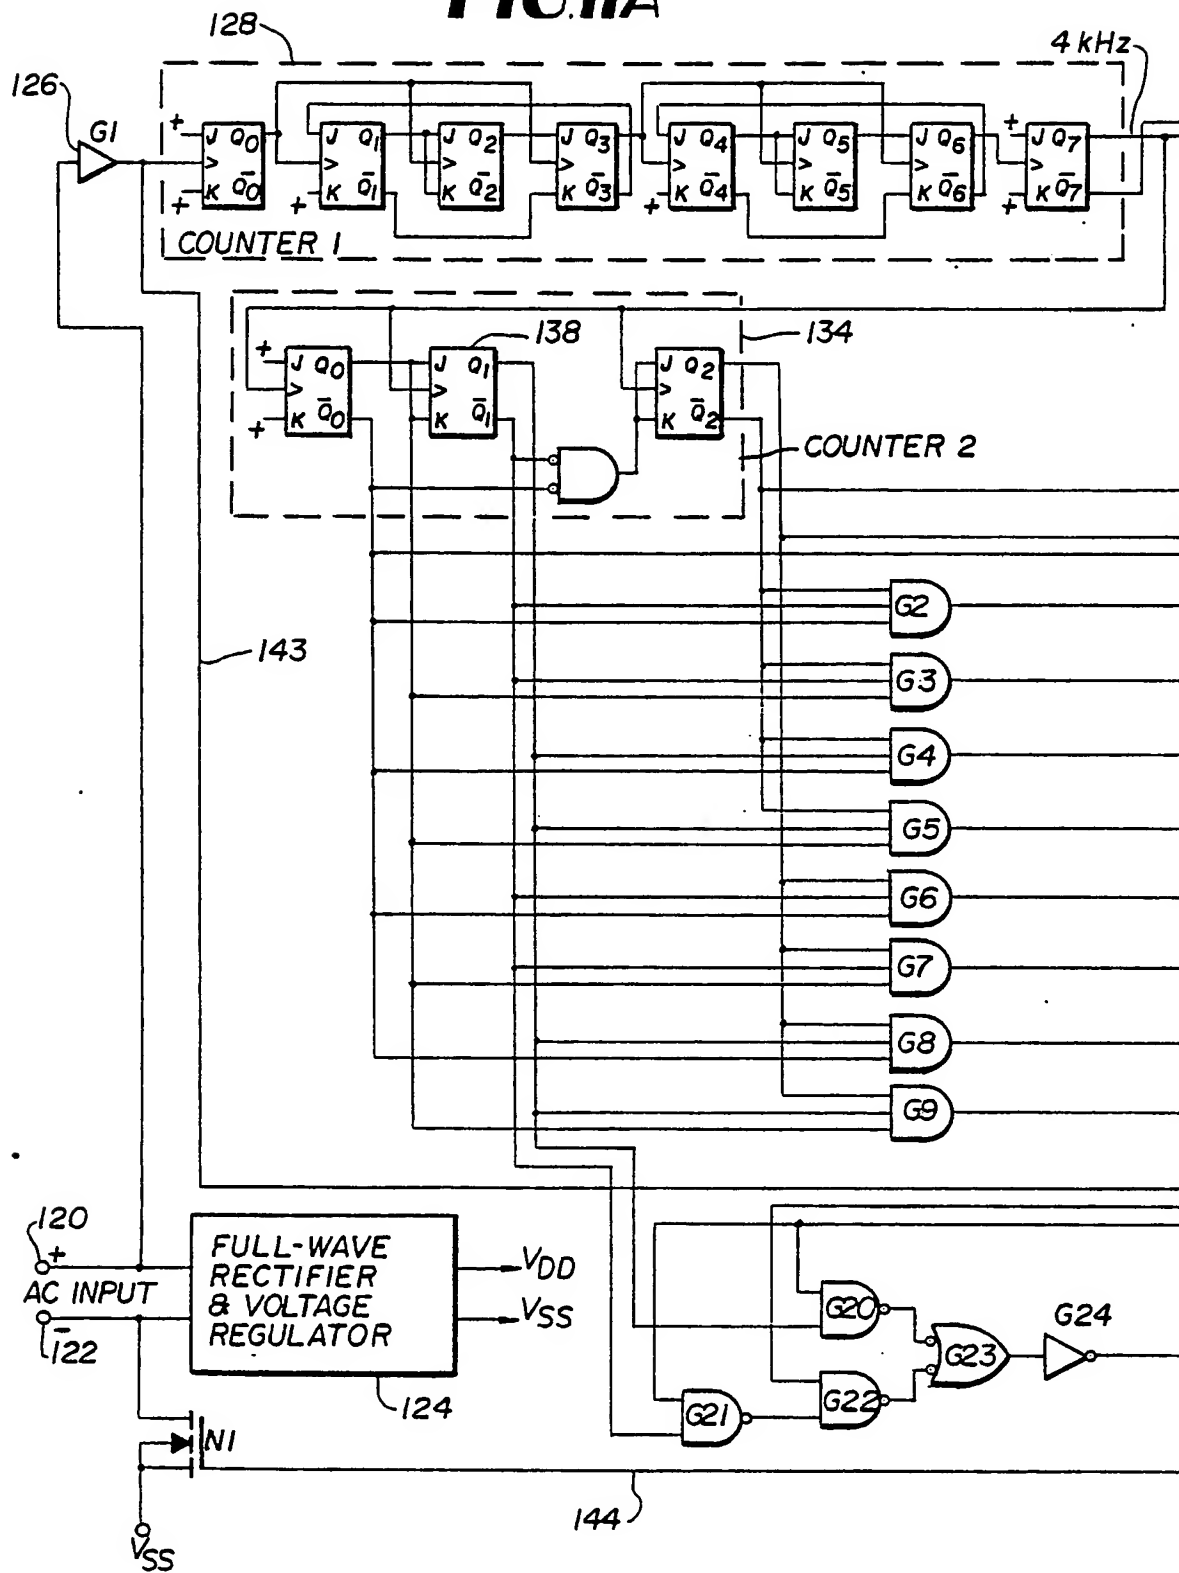 FIG. 11A
128
4 kHz
126
G1
+ J Q0 J Q1 J Q2 J Q3 J Q4 J Q5 J Q6 + J Q7
> > > > > > > >
+ K Q̅0 + K Q̅1 K Q̅2 K Q̅3 + K Q̅4 K Q̅5 K Q̅6 + K Q̅7
COUNTER 1
138
134
+ J Q0 J Q1 J Q2
> > >
+ K Q̅0 K Q̅1 K Q̅2
COUNTER 2
G2
143
G3
G4
G5
G6
G7
G8
G9
120
+
AC INPUT
-
122
FULL-WAVE
RECTIFIER
& VOLTAGE
REGULATOR
VDD
VSS
124
G20
G24
G23
G22
G21
N1
144
VSS